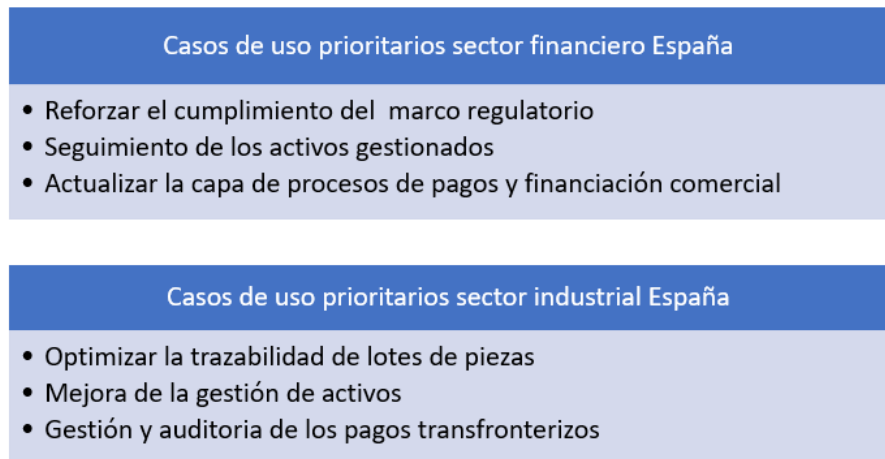 Casos de uso prioritarios sector financiero España
• Reforzar el cumplimiento del  marco regulatorio
• Seguimiento de los activos gestionados
• Actualizar la capa de procesos de pagos y financiación comercial
Casos de uso prioritarios sector industrial España
• Optimizar la trazabilidad de lotes de piezas
• Mejora de la gestión de activos
• Gestión y auditoria de los pagos transfronterizos